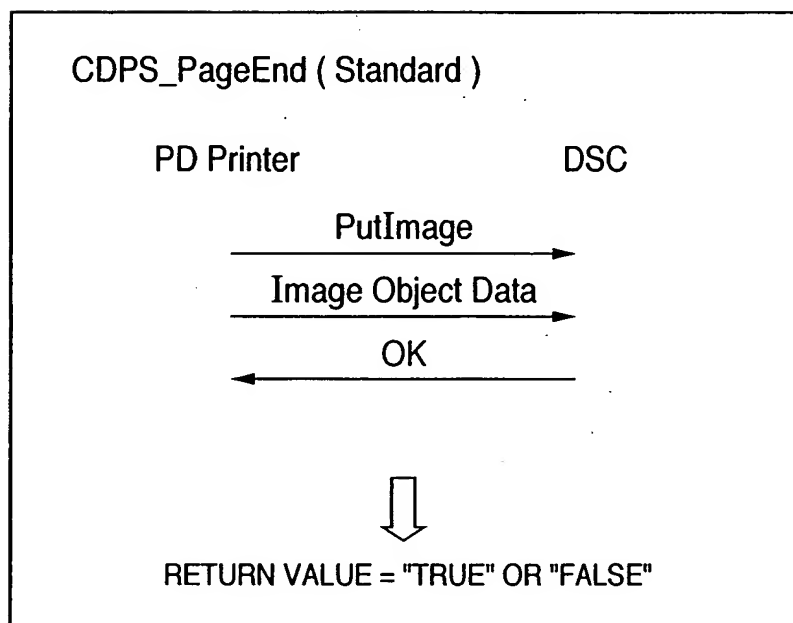 CDPS_PageEnd ( Standard )
PD Printer DSC
PutImage
Image Object Data
OK
RETURN VALUE = "TRUE" OR "FALSE"